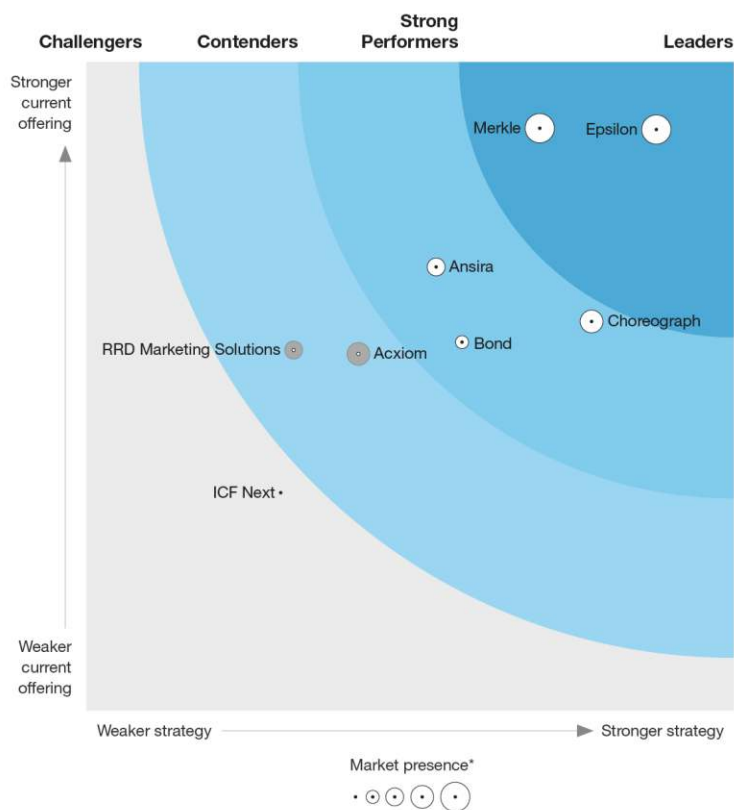 Challengers
Contenders
Strong
Performers
Leaders
Stronger
current
offering
Merkle
Epsilon
Ansira
Choreograph
Bond
RRD Marketing Solutions
Acxiom
ICF Next
Weaker
current
offering
Weaker strategy
Stronger strategy
Market presence*